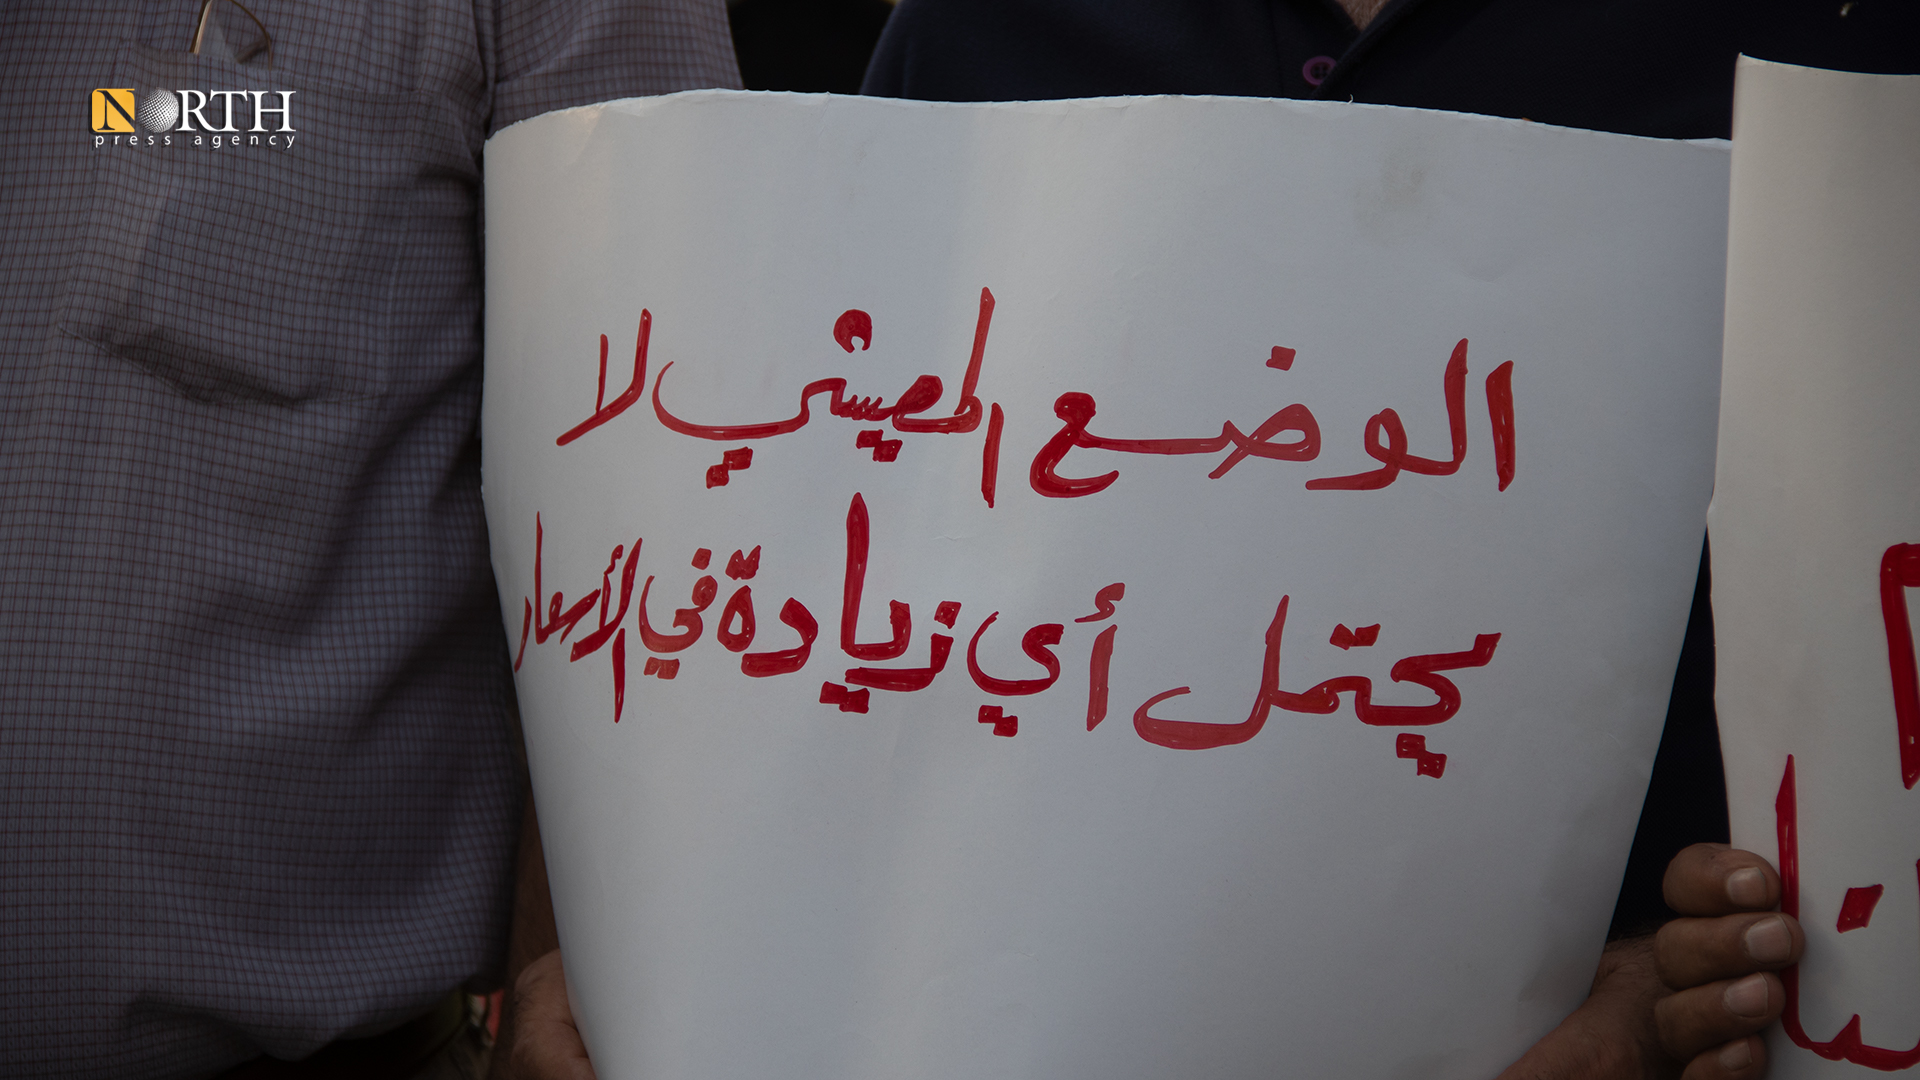 NORTH
press agency
الوضع المعيشي لا
يحتمل أي زيادة في الأسعار